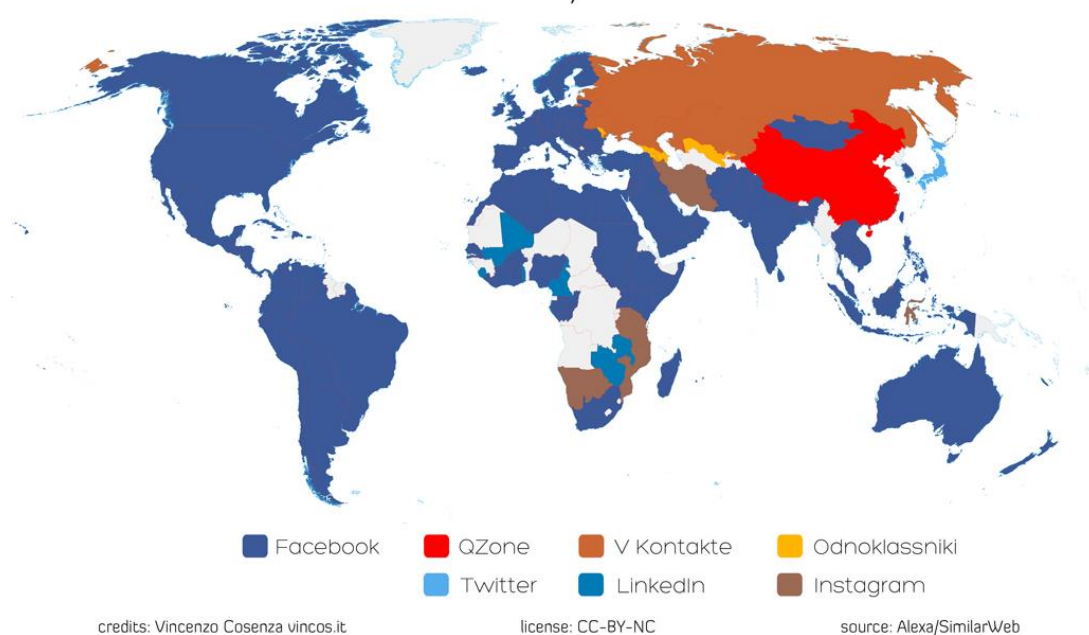 Facebook QZone V Kontakte Odnoklassniki
Twitter LinkedIn Instagram
credits: Vincenzo Cosenza vincos.it license: CC-BY-NC source: Alexa/SimilarWeb